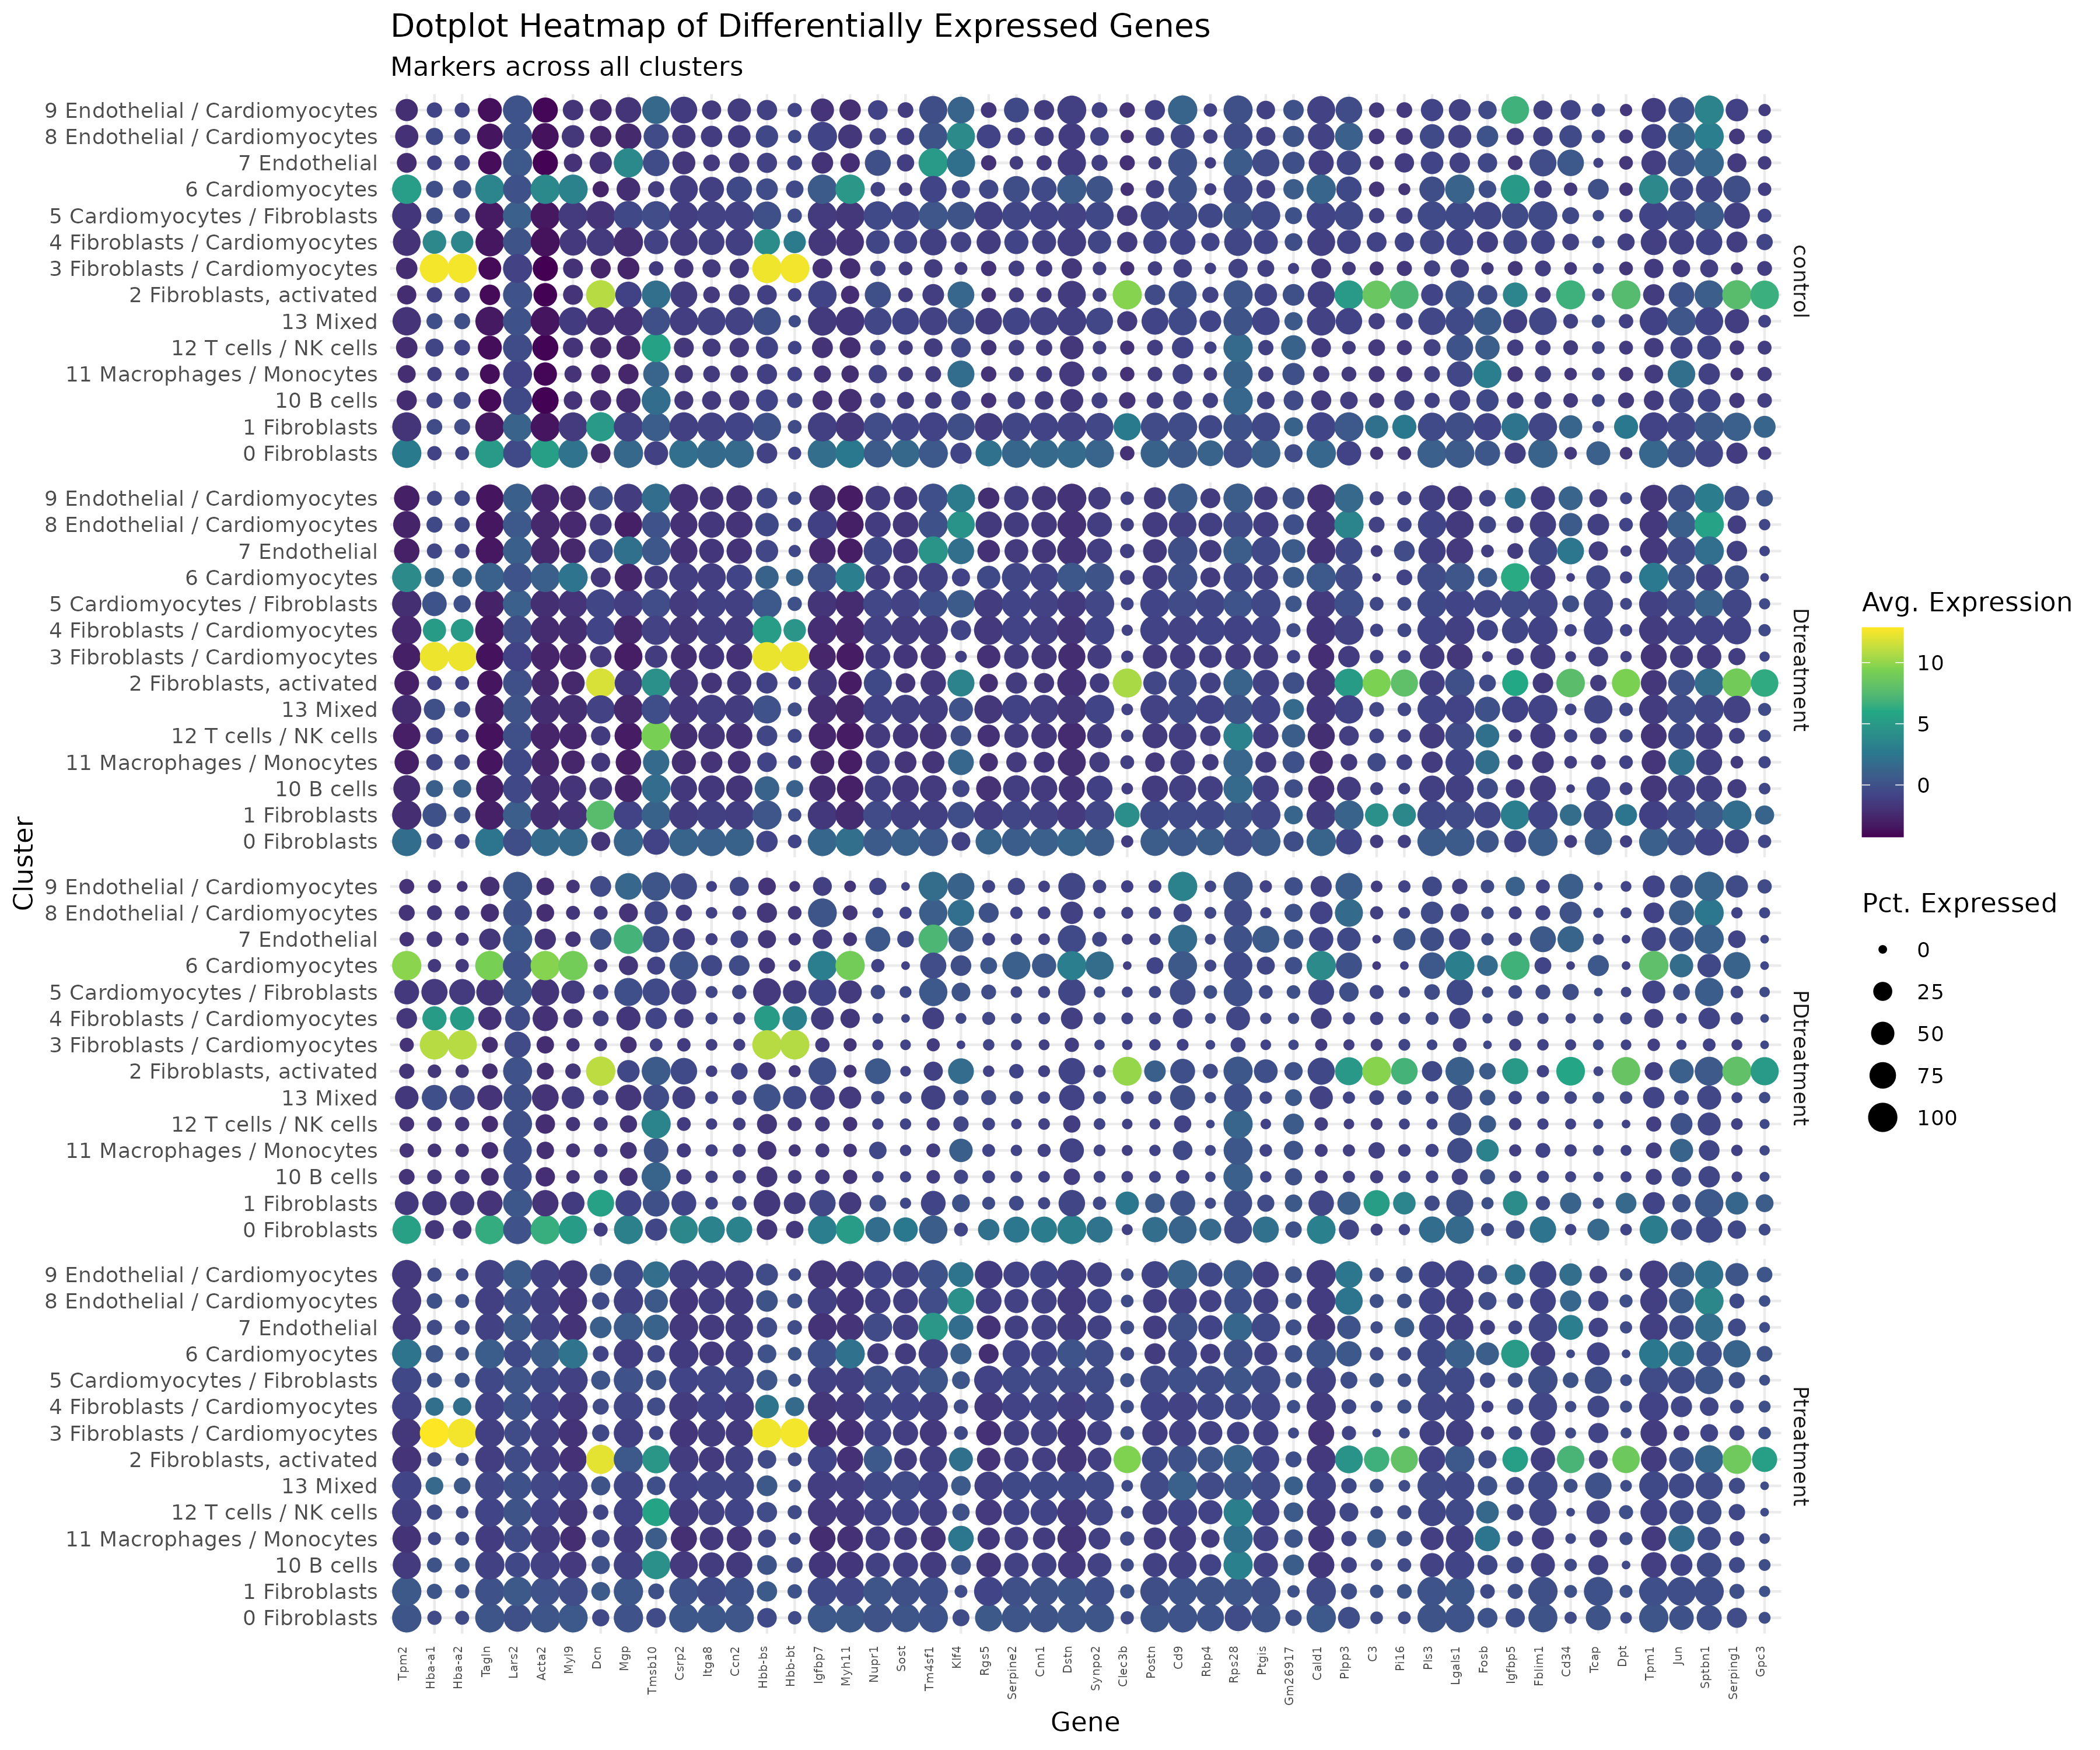 Dotplot Heatmap of Differentially Expressed Genes
Markers across all clusters
9 Endothelial / Cardiomyocytes
8 Endothelial / Cardiomyocytes
7 Endothelial
6 Cardiomyocytes
5 Cardiomyocytes / Fibroblasts
4 Fibroblasts / Cardiomyocytes
3 Fibroblasts / Cardiomyocytes
2 Fibroblasts, activated
13 Mixed
12 T cells / NK cells
11 Macrophages / Monocytes
10 B cells
1 Fibroblasts
0 Fibroblasts
control
9 Endothelial / Cardiomyocytes
8 Endothelial / Cardiomyocytes
7 Endothelial
6 Cardiomyocytes
5 Cardiomyocytes / Fibroblasts
4 Fibroblasts / Cardiomyocytes
3 Fibroblasts / Cardiomyocytes
2 Fibroblasts, activated
13 Mixed
12 T cells / NK cells
11 Macrophages / Monocytes
10 B cells
1 Fibroblasts
0 Fibroblasts
Dtreatment
9 Endothelial / Cardiomyocytes
8 Endothelial / Cardiomyocytes
7 Endothelial
6 Cardiomyocytes
5 Cardiomyocytes / Fibroblasts
4 Fibroblasts / Cardiomyocytes
3 Fibroblasts / Cardiomyocytes
2 Fibroblasts, activated
13 Mixed
12 T cells / NK cells
11 Macrophages / Monocytes
10 B cells
1 Fibroblasts
0 Fibroblasts
PDtreatment
9 Endothelial / Cardiomyocytes
8 Endothelial / Cardiomyocytes
7 Endothelial
6 Cardiomyocytes
5 Cardiomyocytes / Fibroblasts
4 Fibroblasts / Cardiomyocytes
3 Fibroblasts / Cardiomyocytes
2 Fibroblasts, activated
13 Mixed
12 T cells / NK cells
11 Macrophages / Monocytes
10 B cells
1 Fibroblasts
0 Fibroblasts
Ptreatment
Cluster
Tpm2
Hba-a1
Hba-a2
Tagln
Lars2
Acta2
Myl9
Dcn
Mgp
Tmsb10
Csrp2
Itga8
Ccn2
Hbb-bs
Hbb-bt
Igfbp7
Myh11
Nupr1
Sost
Tm4sf1
Klf4
Rgs5
Serpine2
Cnn1
Dstn
Synpo2
Clec3b
Postn
Cd9
Rbp4
Rps28
Ptgis
Gm26917
Cald1
Plpp3
C3
Pi16
Pls3
Lgals1
Fosb
Igfbp5
Fblim1
Cd34
Tcap
Dpt
Tpm1
Jun
Sptbn1
Serping1
Gpc3
Gene
Avg. Expression
10
5
0
Pct. Expressed
0
25
50
75
100